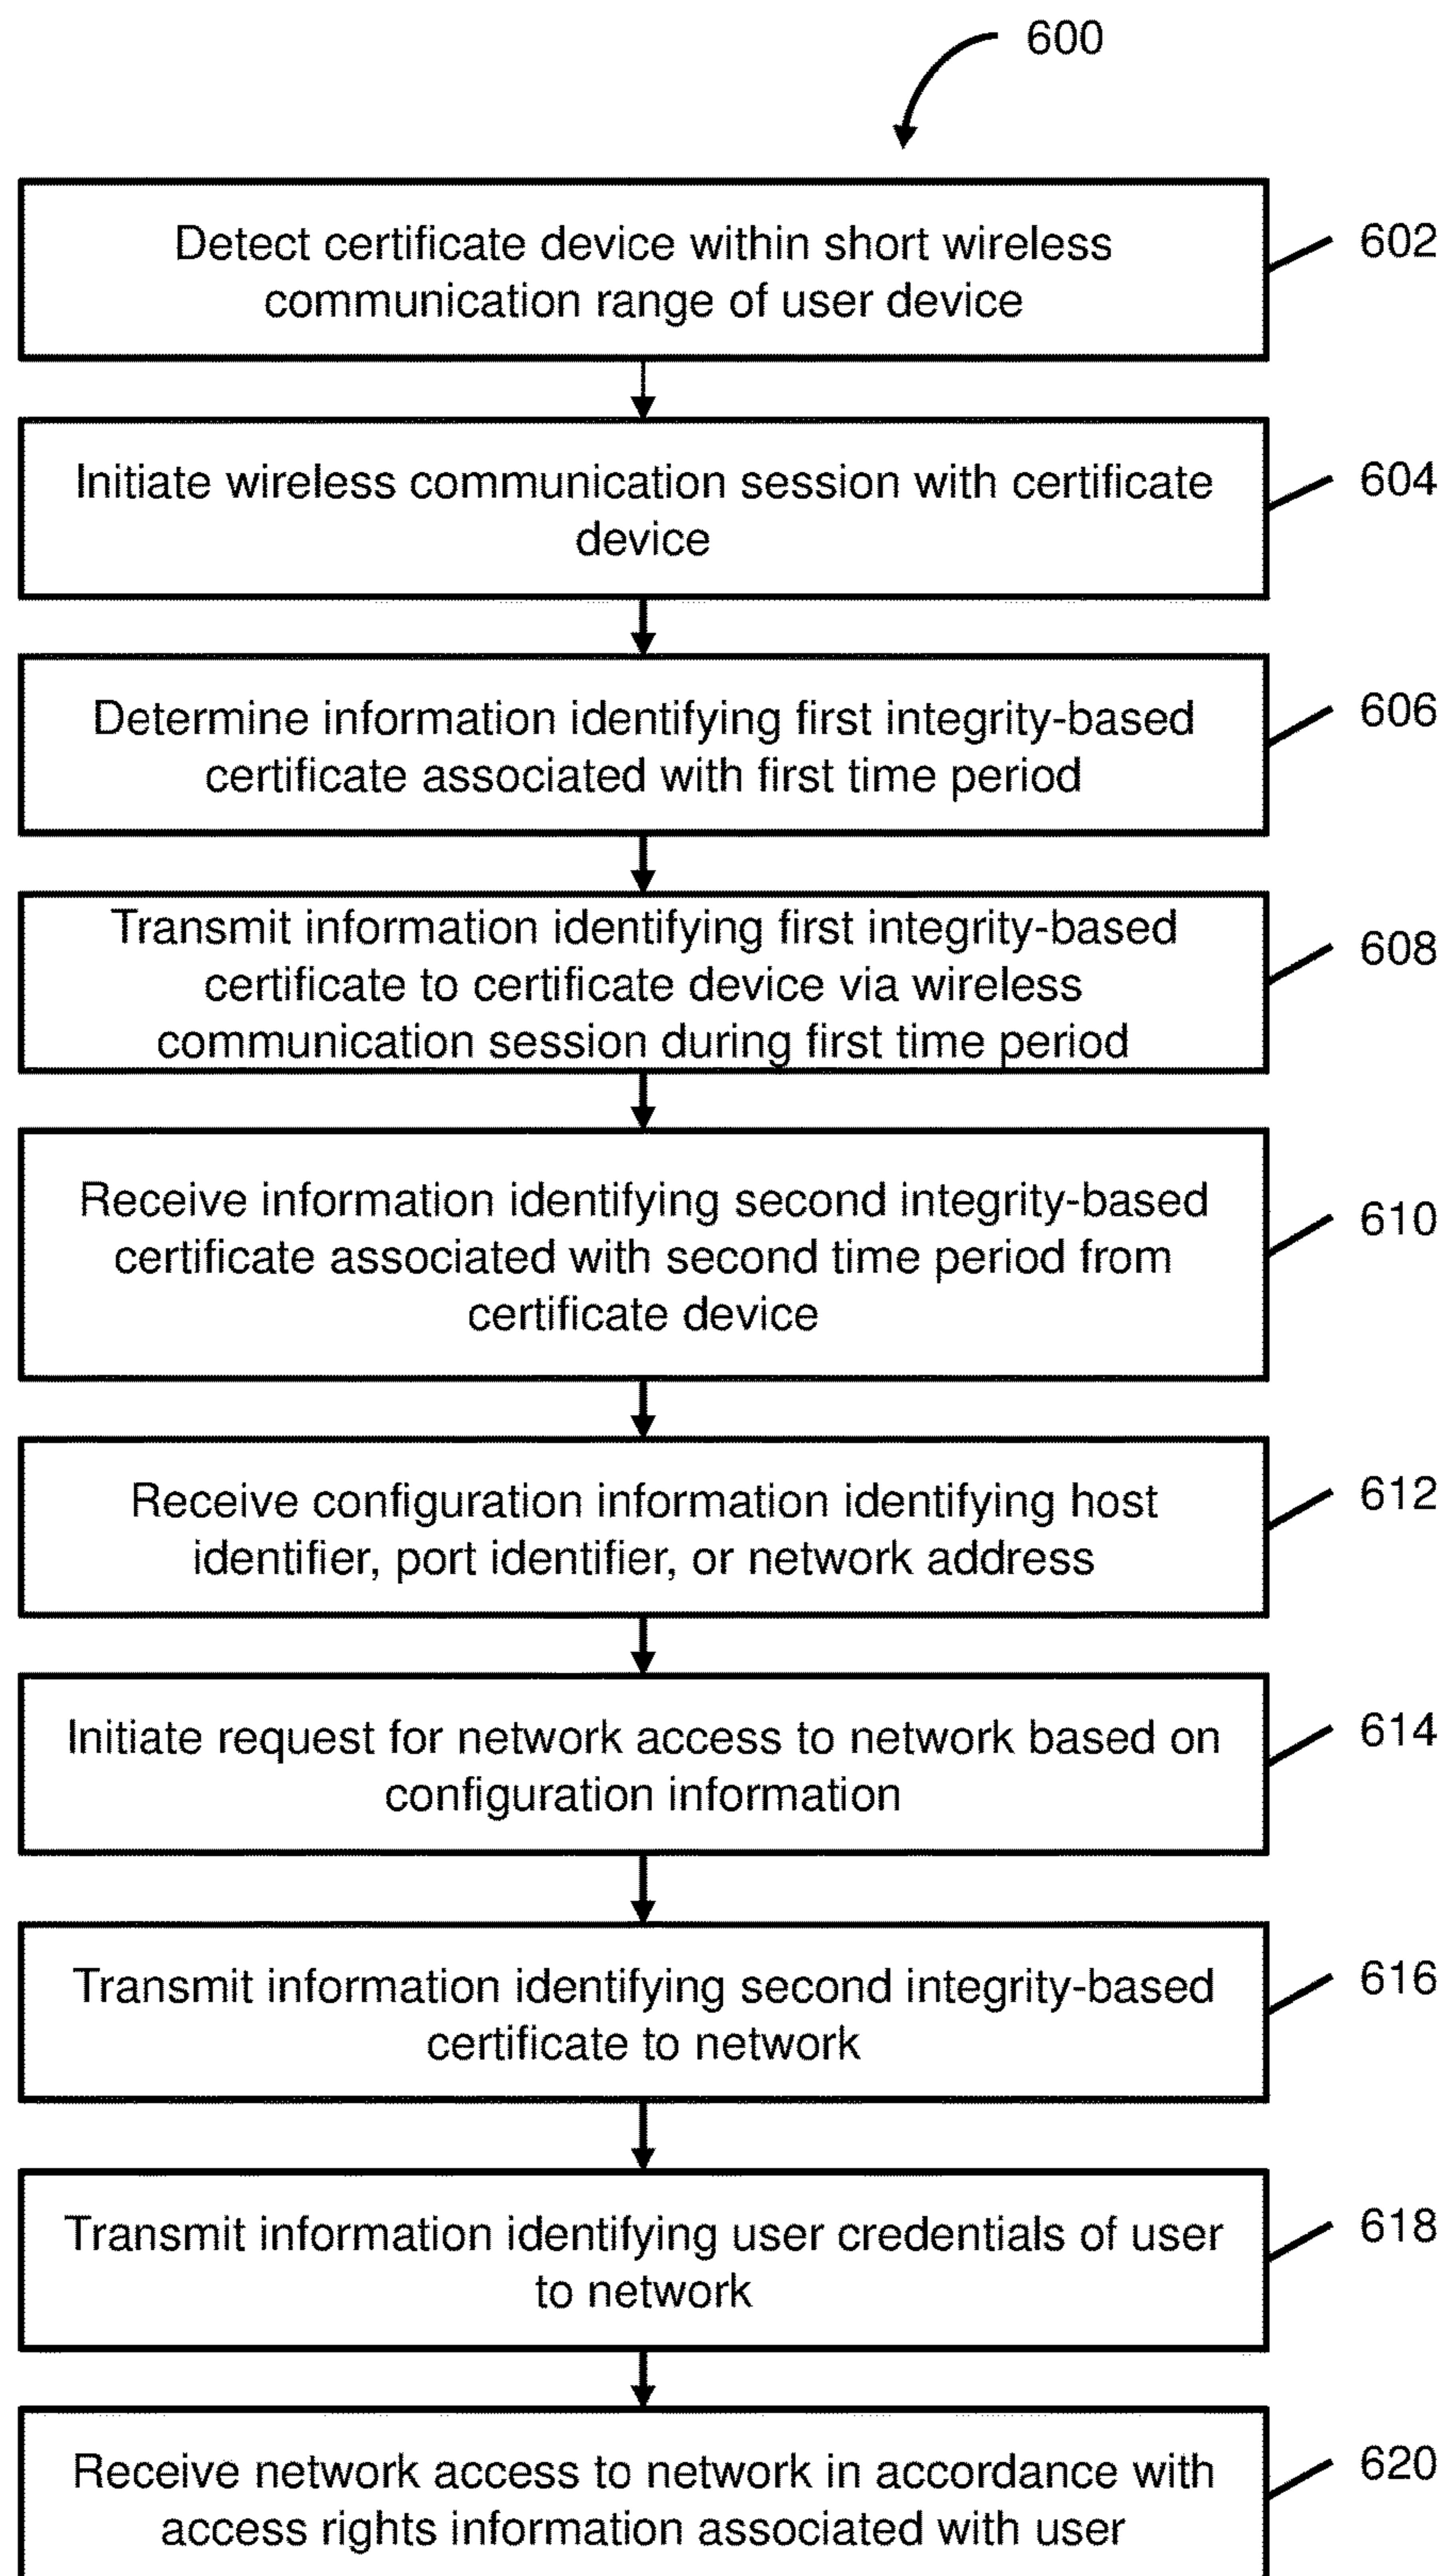 600
Detect certificate device within short wireless
communication range of user device
602
Initiate wireless communication session with certificate
device
604
Determine information identifying first integrity-based
certificate associated with first time period
606
Transmit information identifying first integrity-based
certificate to certificate device via wireless
communication session during first time period
608
Receive information identifying second integrity-based
certificate associated with second time period from
certificate device
610
Receive configuration information identifying host
identifier, port identifier, or network address
612
Initiate request for network access to network based on
configuration information
614
Transmit information identifying second integrity-based
certificate to network
616
Transmit information identifying user credentials of user
to network
618
Receive network access to network in accordance with
access rights information associated with user
620